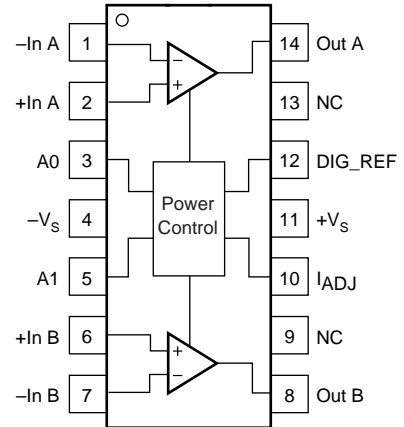 –In A 1 14 Out A
+In A 2 13 NC
A0 3 12 DIG_REF
–VS 4 Power Control 11 +VS
A1 5 10 IADJ
+In B 6 9 NC
–In B 7 8 Out B
– +
+ –